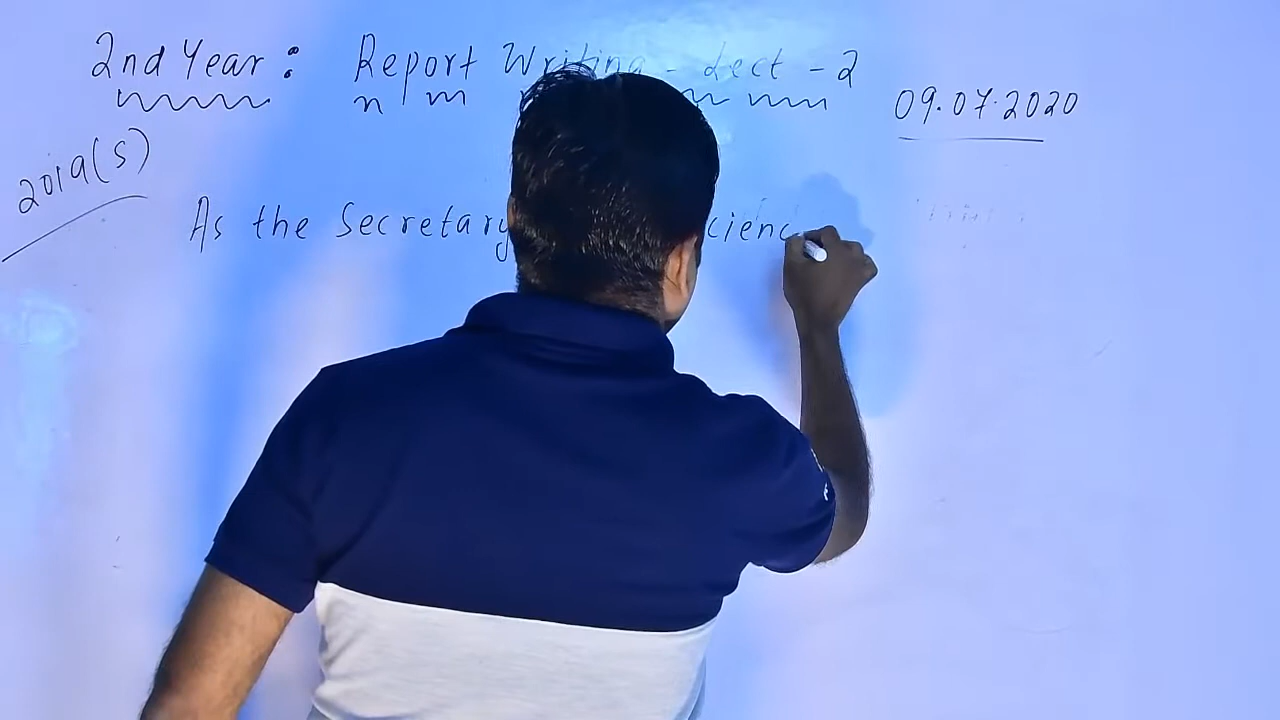 2nd Year : Report Writing - Lect - 2
09.07.2020
2019(S)
As the Secretary